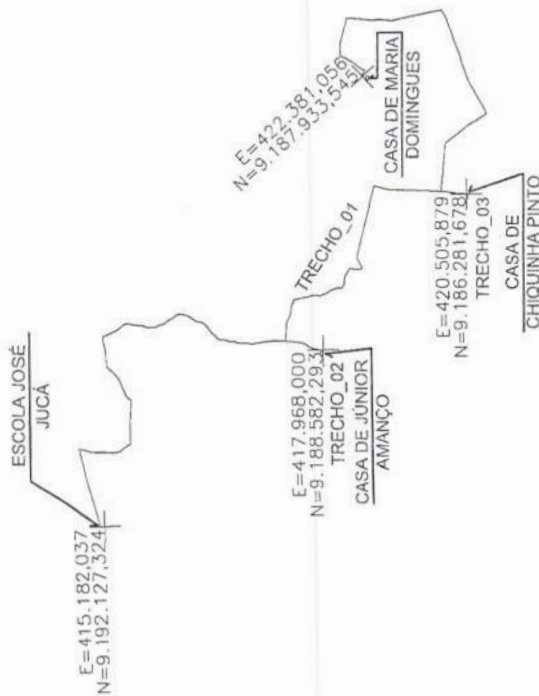 ESCOLA JOSÉ
JUCÁ
E=415.182,037
N=9.192.127,324
E=417.968,000
N=9.188.582,293
TRECHO_02
CASA DE JÚNIOR
AMANÇO
TRECHO_01
E=422.381,056
N=9.187.933,545
CASA DE MARIA
DOMINGUES
E=420.505,879
N=9.186.281,678
TRECHO_03
CASA DE
CHIQUINHA PINTO